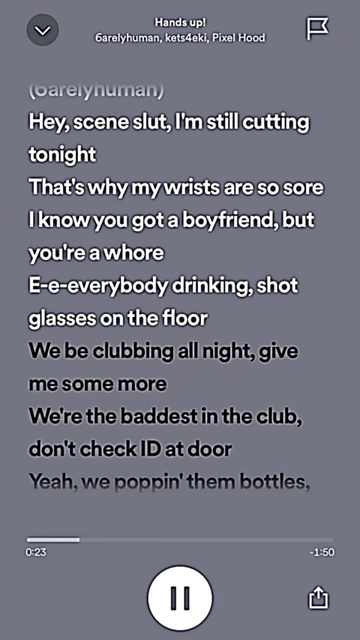 Hands up!
6arelyhuman, kets4eki, Pixel Hood
(6arelyhuman)
Hey, scene slut, I'm still cutting
tonight
That's why my wrists are so sore
I know you got a boyfriend, but
you're a whore
E-e-everybody drinking, shot
glasses on the floor
We be clubbing all night, give
me some more
We're the baddest in the club,
don't check ID at door
Yeah, we poppin' them bottles,
0:23
-1:50